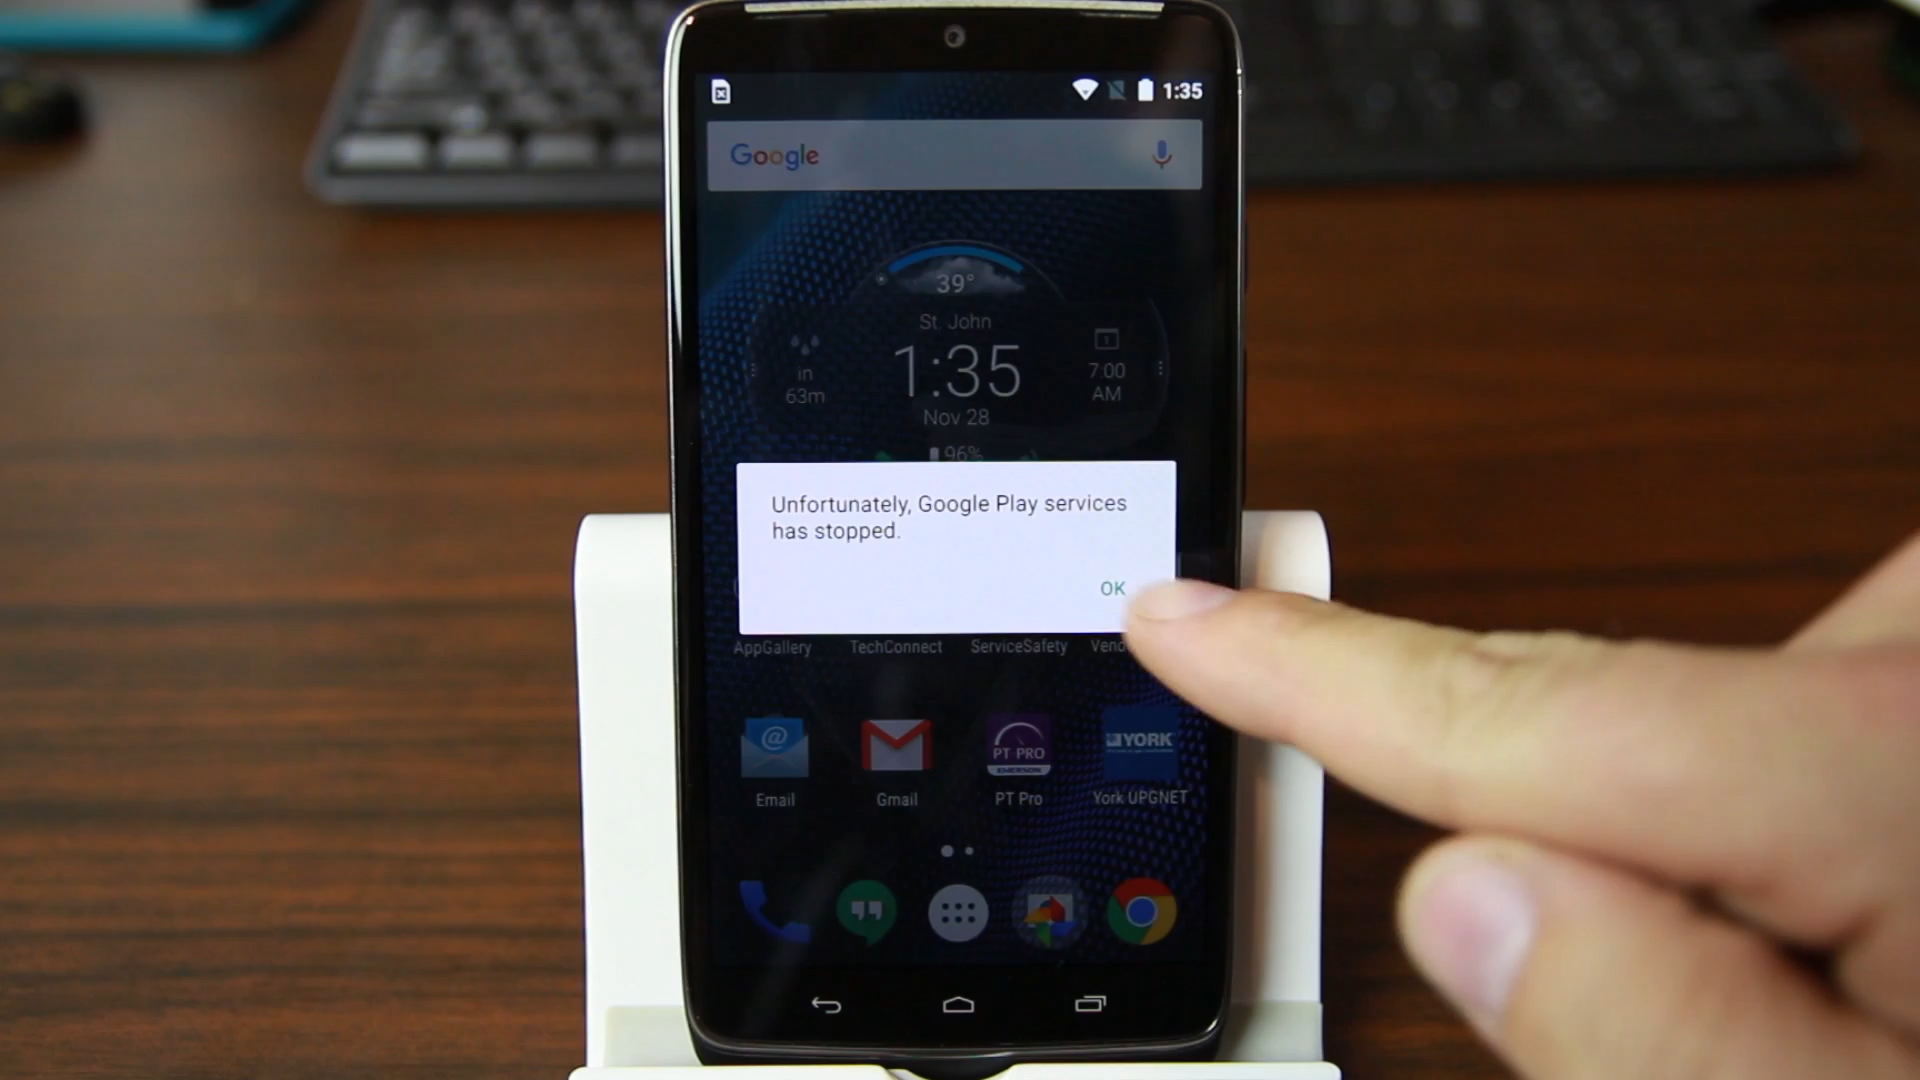 1:35
Google
39°
St. John
in
63m
1:35
7:00
AM
Nov 28
96%
Unfortunately, Google Play services
has stopped.
OK
AppGallery
TechConnect
ServiceSafety
@
PT PRO
EMERSON
YORK
Email
Gmail
PT Pro
York UPGNET